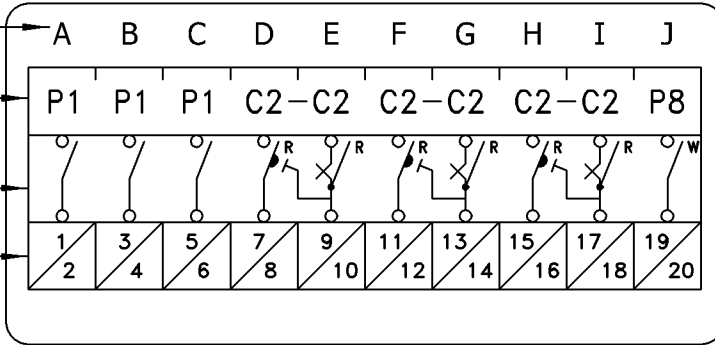 A B C D E F G H I J
P1 P1 P1 C2-C2 C2-C2 C2-C2 P8
R R R R R R W
1 3 5 7 9 11 13 15 17 19
2 4 6 8 10 12 14 16 18 20